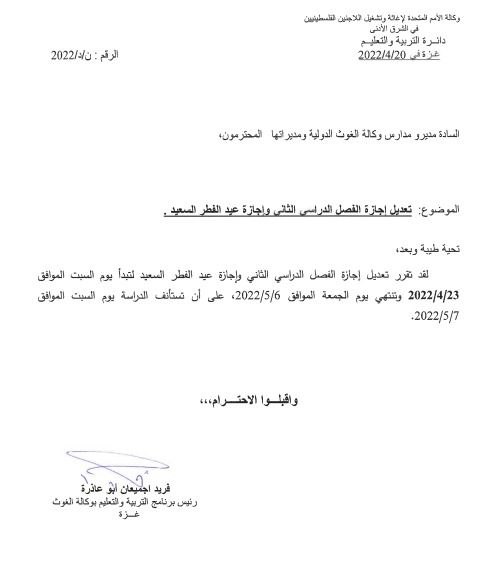 وكالة الأمم المتحدة لإغاثة وتشغيل اللاجئين الفلسطينيين
في الشرق الأدنى
دائـرة التربية والتعليـم
غـزة في 2022/4/20
الرقم : ن/د/2022
السادة مديرو مدارس وكالة الغوث الدولية ومديراتها المحترمون،
الموضوع: تعديل إجازة الفصل الدراسي الثاني وإجازة عيد الفطر السعيد .
تحية طيبة وبعد،
لقد تقرر تعديل إجازة الفصل الدراسي الثاني وإجازة عيد الفطر السعيد لتبدأ يوم السبت الموافق
2022/4/23 وتنتهي يوم الجمعة الموافق 2022/5/6، على أن تستأنف الدراسة يوم السبت الموافق
2022/5/7.
واقبلـــوا الاحتــــرام،،،
فريد اجميعان أبو عاذرة
رئيس برنامج التربية والتعليم بوكالة الغوث
غـــزة